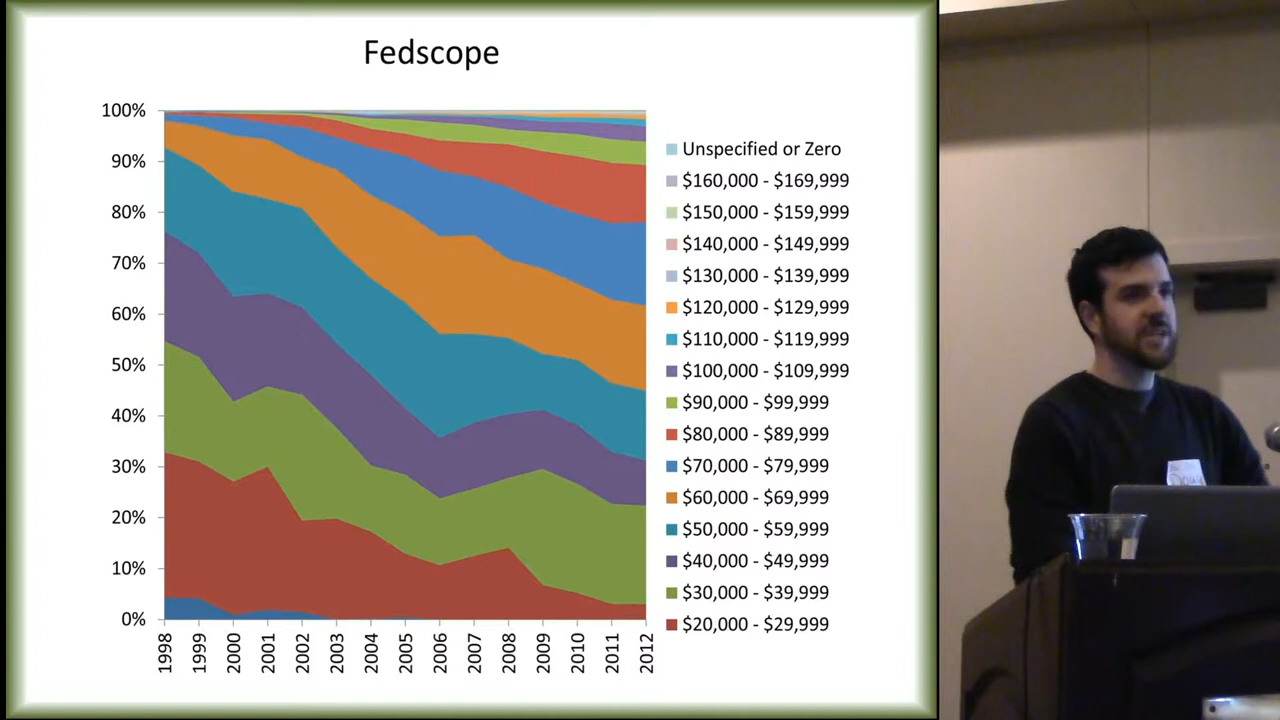 Fedscope
100%
90%
80%
70%
60%
50%
40%
30%
20%
10%
0%
1998
1999
2000
2001
2002
2003
2004
2005
2006
2007
2008
2009
2010
2011
2012
Unspecified or Zero
$160,000 - $169,999
$150,000 - $159,999
$140,000 - $149,999
$130,000 - $139,999
$120,000 - $129,999
$110,000 - $119,999
$100,000 - $109,999
$90,000 - $99,999
$80,000 - $89,999
$70,000 - $79,999
$60,000 - $69,999
$50,000 - $59,999
$40,000 - $49,999
$30,000 - $39,999
$20,000 - $29,999